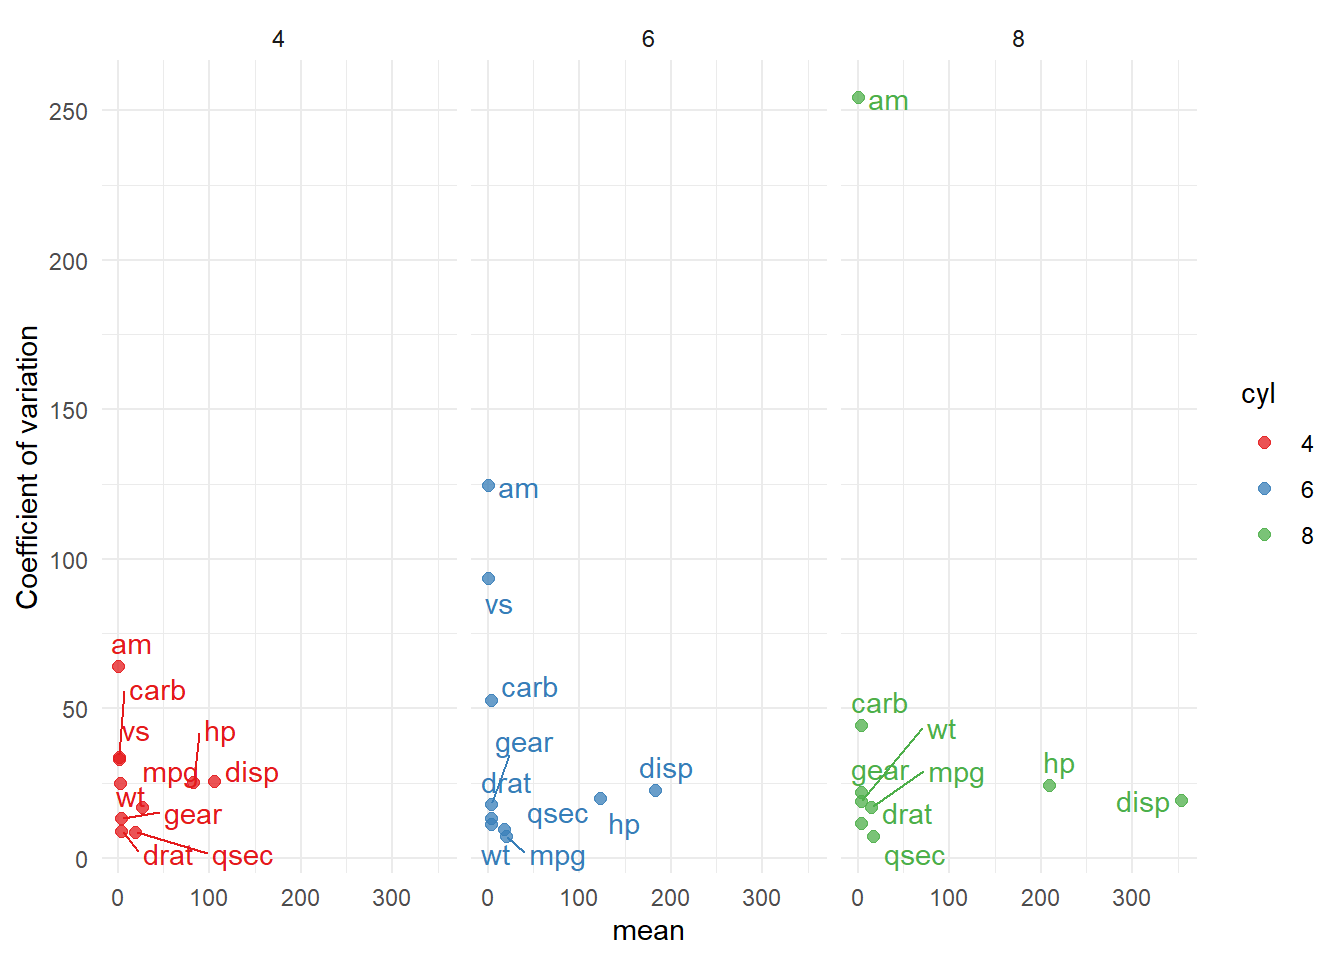 4 6 8
250
200
150
100
50
0
Coefficient of variation
am
carb
vs
hp
mpg
disp
wt
gear
drat
qsec
am
vs
carb
gear
disp
drat
qsec
hp
wt
mpg
am
carb
wt
hp
gear
mpg
disp
drat
qsec
0 100 200 300 0 100 200 300 0 100 200 300
mean
cyl
4
6
8